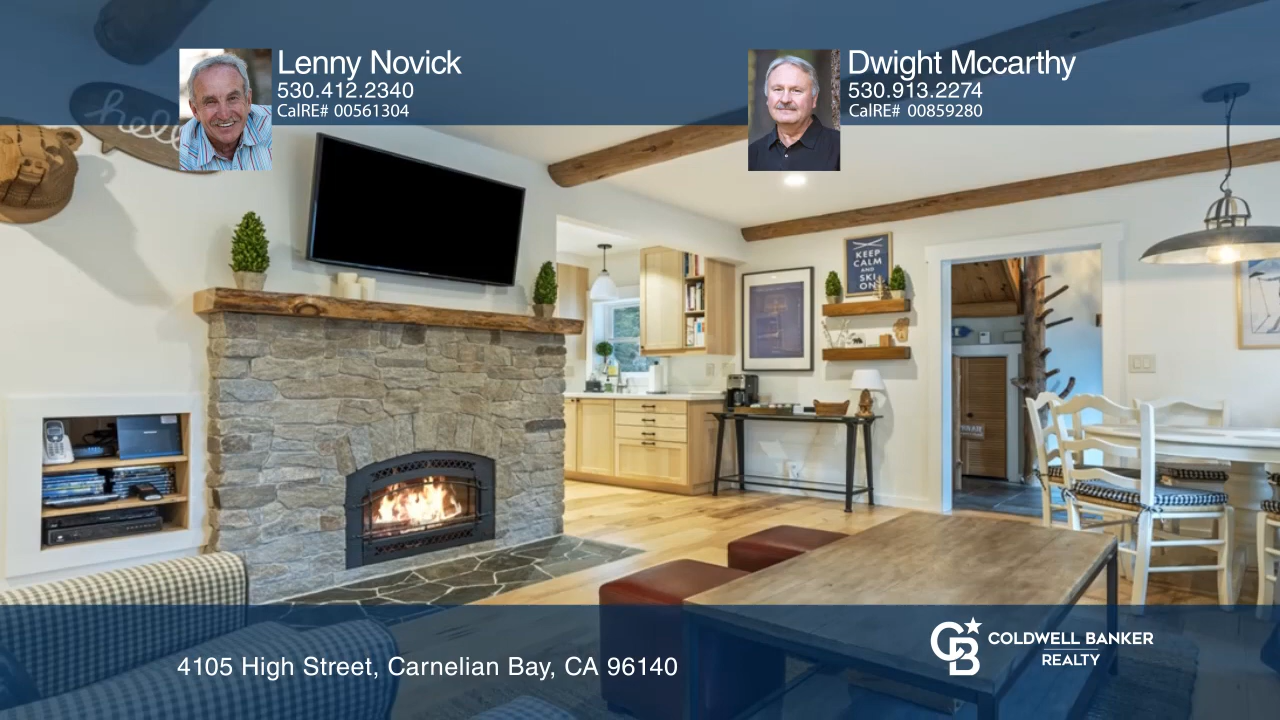 Lenny Novick
530.412.2340
CalRE# 00561304
Dwight Mccarthy
530.913.2274
CalRE# 00859280
KEEP
CALM
AND
SKI
ON
4105 High Street, Carnelian Bay, CA 96140
CB
COLDWELL BANKER
REALTY